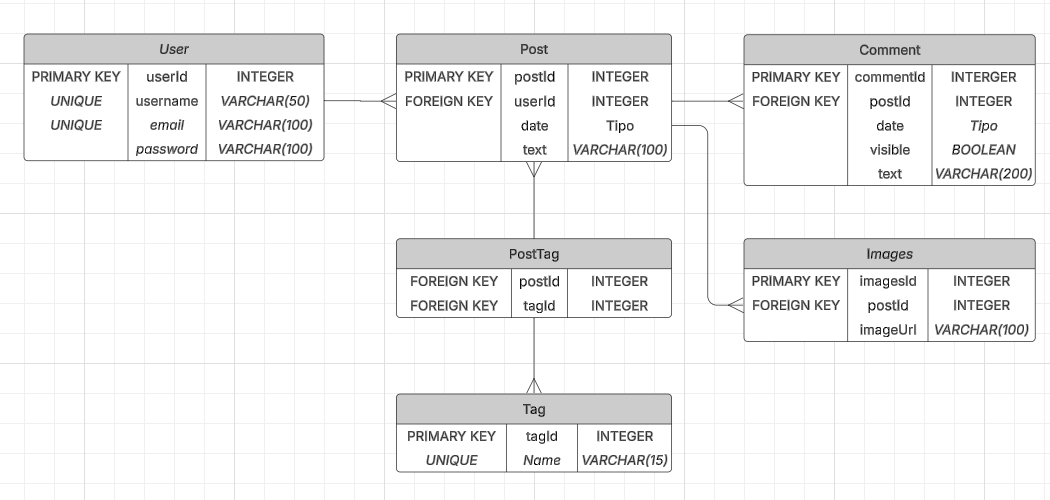 User
PRIMARY KEY userId INTEGER
UNIQUE username VARCHAR(50)
UNIQUE email VARCHAR(100)
password VARCHAR(100)
Post
PRIMARY KEY postId INTEGER
FOREIGN KEY userId INTEGER
date Tipo
text VARCHAR(100)
Comment
PRIMARY KEY commentId INTERGER
FOREIGN KEY postId INTEGER
date Tipo
visible BOOLEAN
text VARCHAR(200)
PostTag
FOREIGN KEY postId INTEGER
FOREIGN KEY tagId INTEGER
Images
PRIMARY KEY imagesId INTEGER
FOREIGN KEY postId INTEGER
imageUrl VARCHAR(100)
Tag
PRIMARY KEY tagId INTEGER
UNIQUE Name VARCHAR(15)